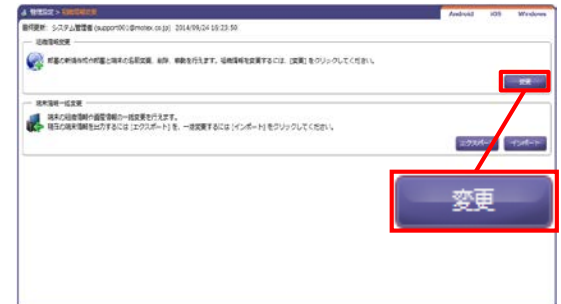 管理設定 > 組織情報変更
Android iOS Windows
最終更新: システム管理者 (support001@motex.co.jp) 2014/09/24 16:23:50
組織情報変更
部署の新規作成や部署と端末の名称変更、削除、移動を行えます。組織情報を変更するには、[変更] をクリックしてください。
変更
端末情報一括変更
端末の組織情報や資産情報の一括変更を行えます。
現在の端末情報を出力するには [エクスポート] を、一括変更するには [インポート] をクリックしてください。
エクスポート インポート
変更